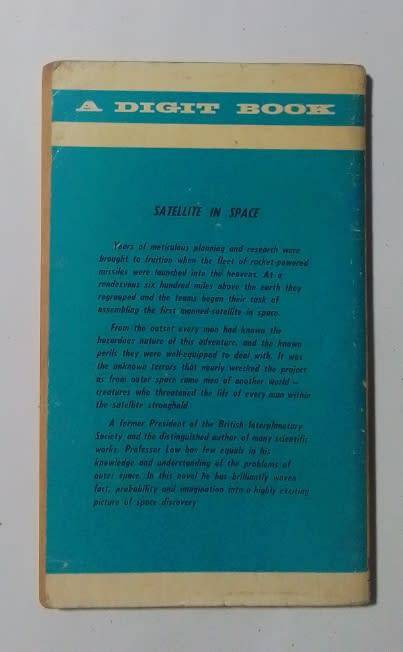 A DIGIT BOOK
SATELLITE IN SPACE
Years of meticulous planning and research were
brought to fruition when the fleet of rocket-powered
missiles were launched into the heavens. At a
rendezvous six hundred miles above the earth they
regrouped and the teams began their task of
assembling the first manned-satellite in space.
From the outset every man had known the
hazardous nature of this adventure, and the known
perils they were well-equipped to deal with. It was
the unknown terrors that nearly wrecked the project
as from outer space came men of another world –
creatures who threatened the life of every man within
the satellite stronghold.
A former President of the British Interplanetary
Society and the distinguished author of many scientific
works, Professor Low has few equals in his
knowledge and understanding of the problems of
outer space. In this novel he has brilliantly woven
fact, probability and imagination into a highly exciting
picture of space discovery